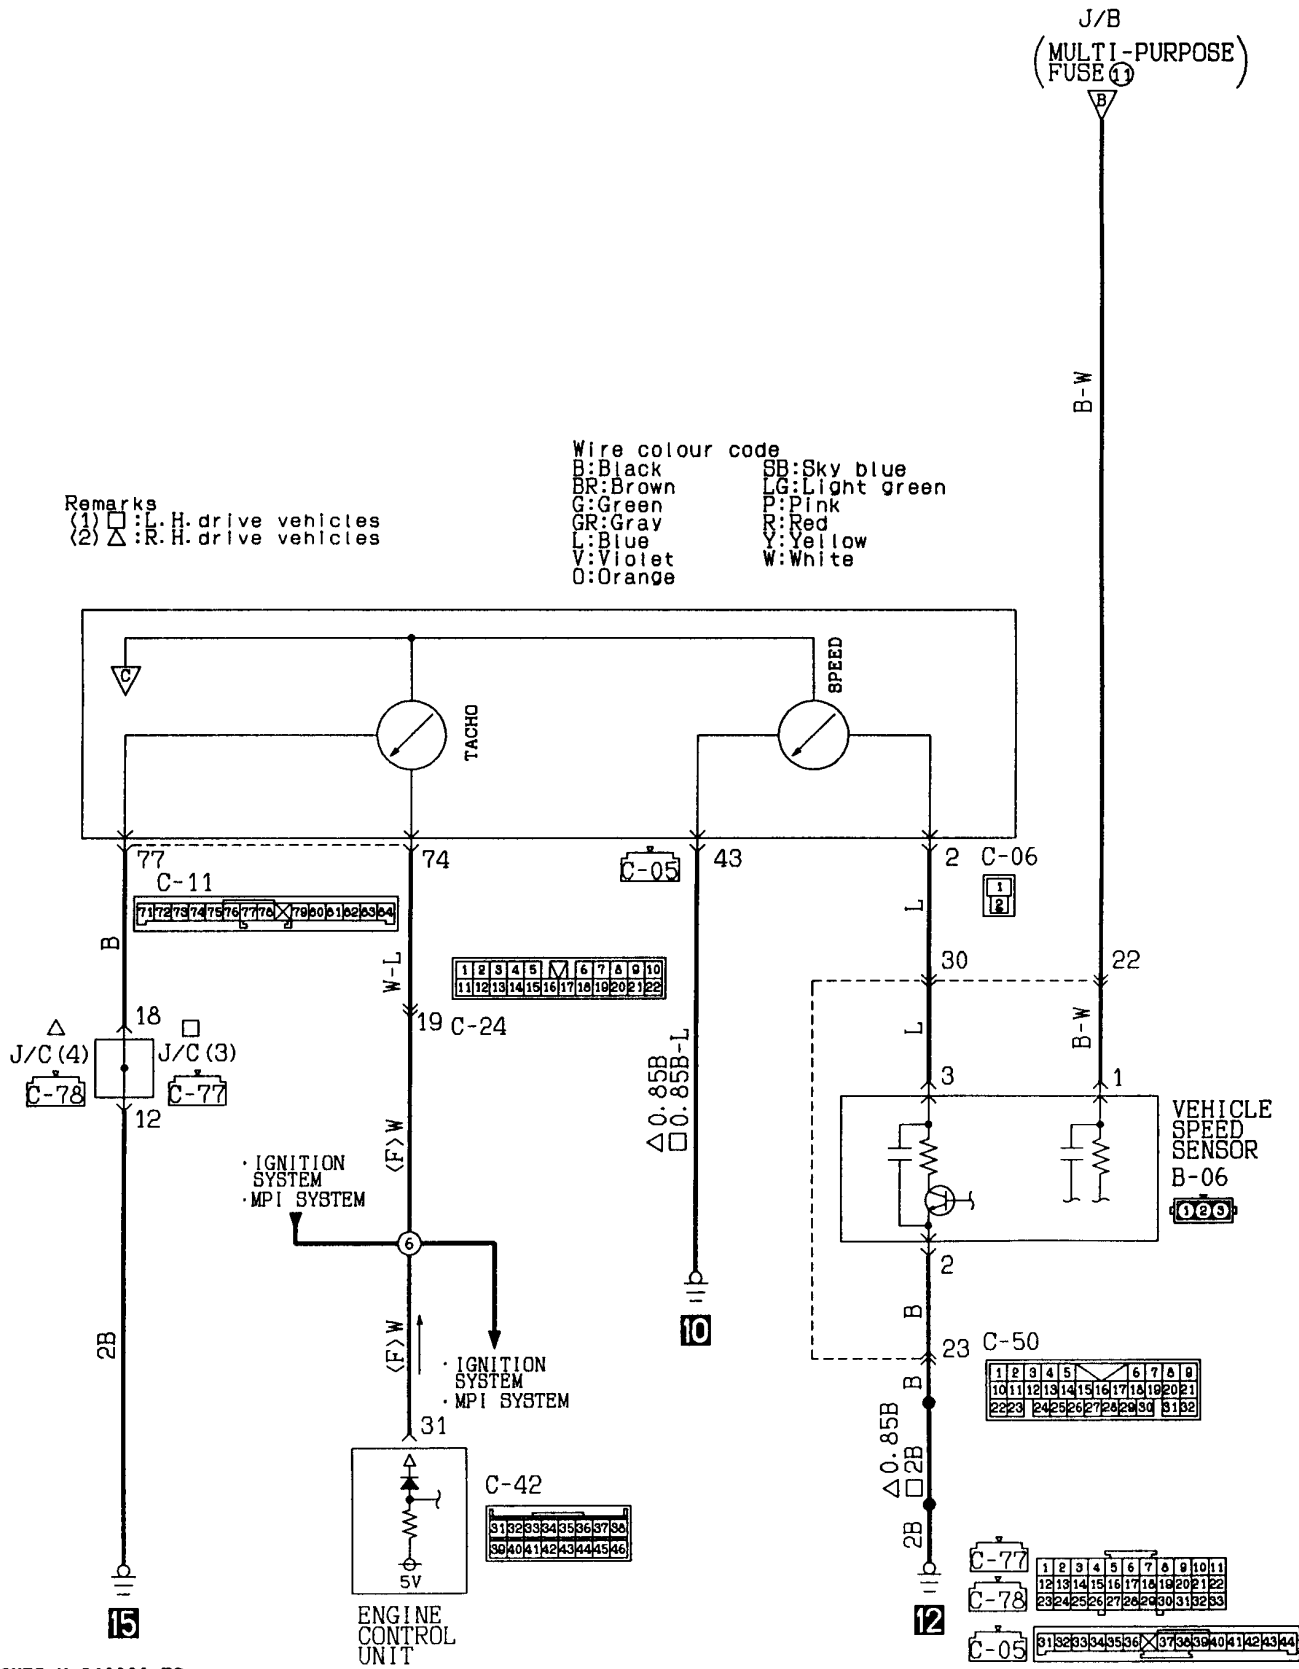 J/B
(MULTI-PURPOSE
FUSE ⑪)
B
B-W
Wire colour code
B:Black SB:Sky blue
BR:Brown LG:Light green
G:Green P:Pink
GR:Gray R:Red
L:Blue Y:Yellow
V:Violet W:White
O:Orange
Remarks
(1) □ :L.H.drive vehicles
(2) △ :R.H.drive vehicles
C
TACHO
SPEED
77
74
C-05
43
2
C-06
1
2
C-11
71 72 73 74 75 76 77 78 79 80 81 82 83 84
B
W-L
L
1 2 3 4 5 6 7 8 9 10
11 12 13 14 15 16 17 18 19 20 21 22
30
22
18
19 C-24
△ □
J/C(4) J/C(3)
C-78 C-77
12
L
B-W
△0.85B
□0.85B-L
3
1
VEHICLE
SPEED
SENSOR
B-06
1 2 3
<F>W
· IGNITION
SYSTEM
· MPI SYSTEM
6
2
10
B
2B
<F>W
· IGNITION
SYSTEM
· MPI SYSTEM
23 C-50
1 2 3 4 5 6 7 8 9
10 11 12 13 14 15 16 17 18 19 20 21
22 23 24 25 26 27 28 29 30 31 32
B
31
△0.85B
□2B
C-42
31 32 33 34 35 36 37 38
39 40 41 42 43 44 45 46
5V
ENGINE
CONTROL
UNIT
15
2B
12
C-77
C-78
1 2 3 4 5 6 7 8 9 10 11
12 13 14 15 16 17 18 19 20 21 22
23 24 25 26 27 28 29 30 31 32 33
C-05
31 32 33 34 35 36 37 38 39 40 41 42 43 44